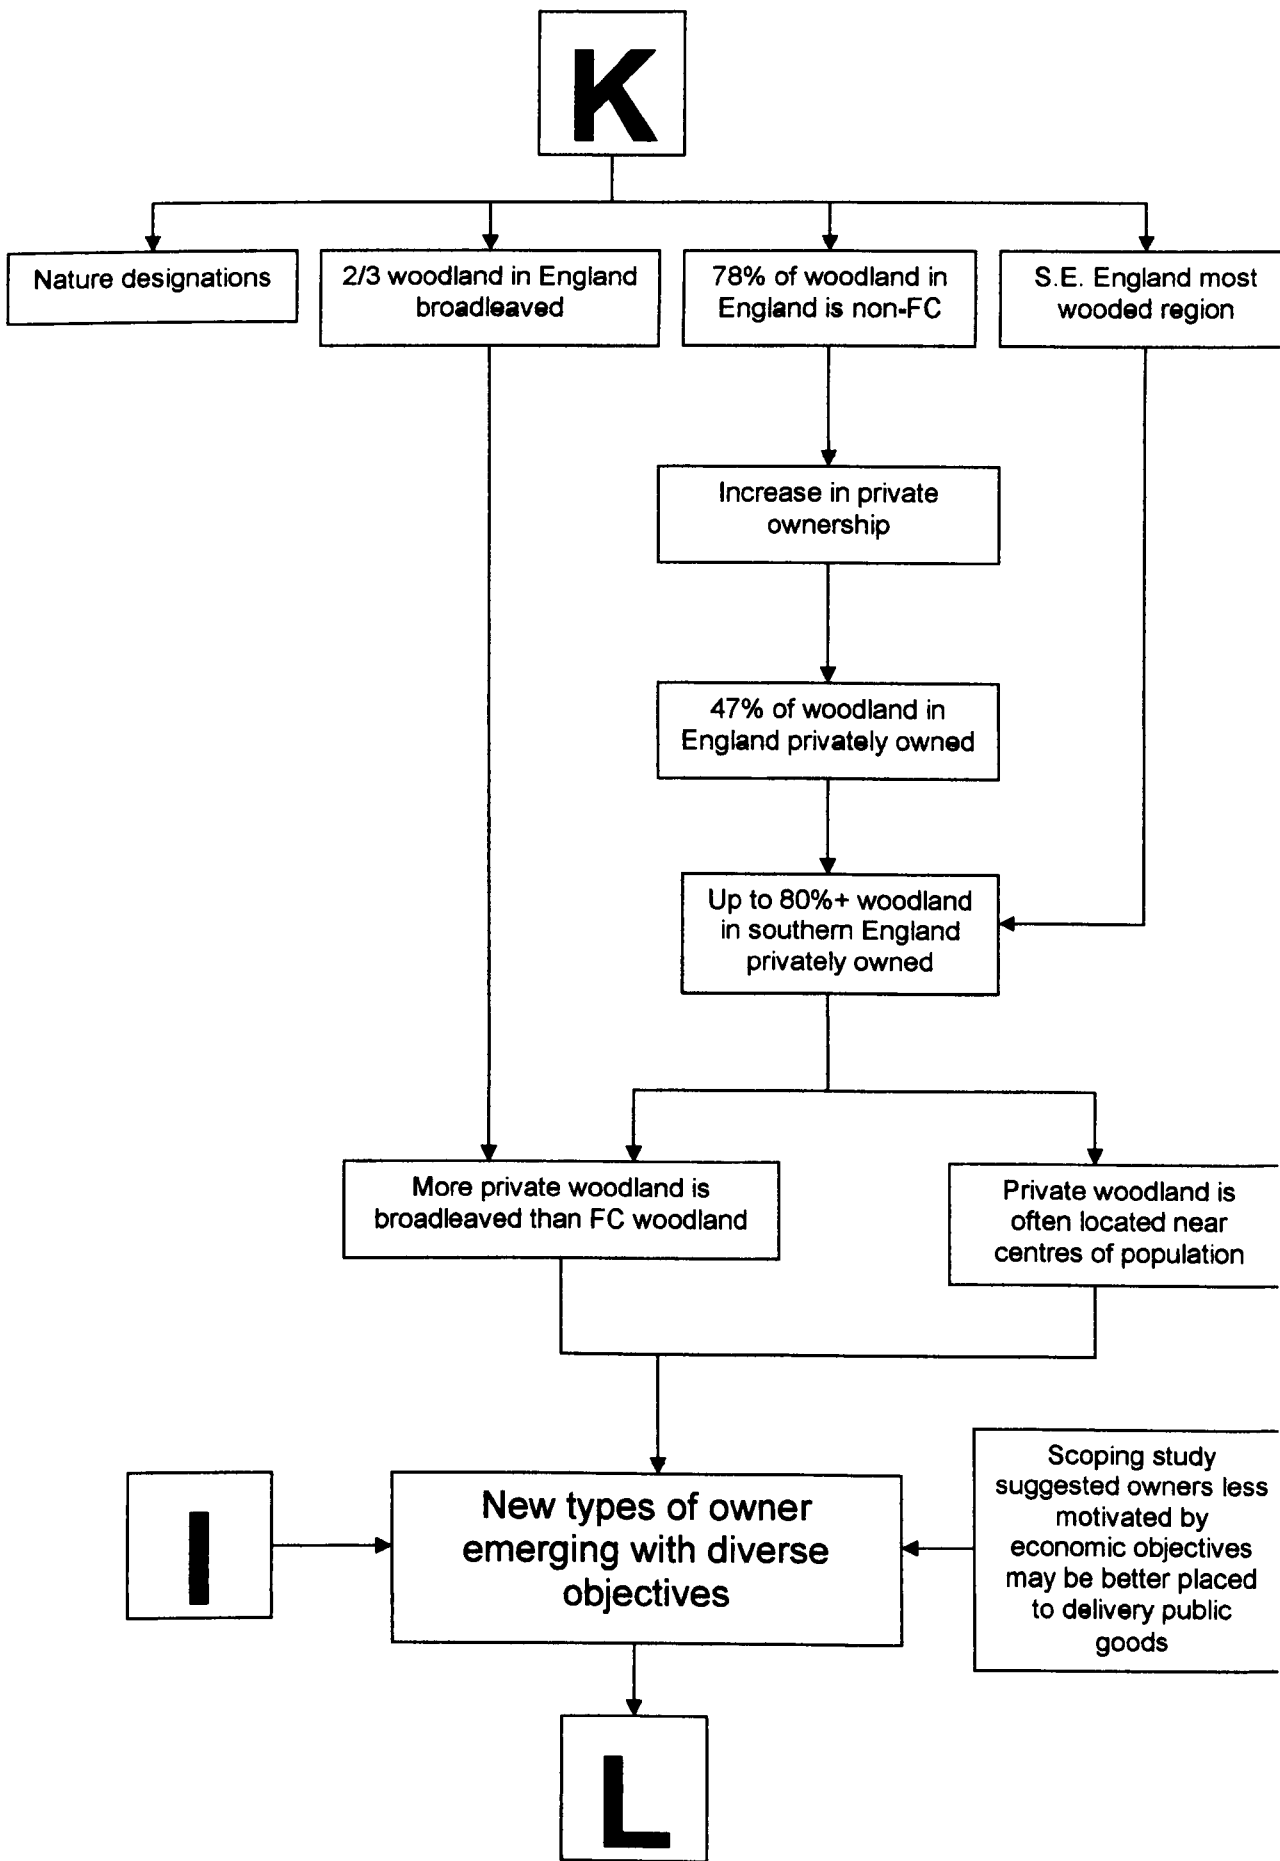 K
Nature designations
2/3 woodland in England
broadleaved
78% of woodland in
England is non-FC
S.E. England most
wooded region
Increase in private
ownership
47% of woodland in
England privately owned
Up to 80%+ woodland
in southern England
privately owned
More private woodland is
broadleaved than FC woodland
Private woodland is
often located near
centres of population
I
New types of owner
emerging with diverse
objectives
Scoping study
suggested owners less
motivated by
economic objectives
may be better placed
to delivery public
goods
L